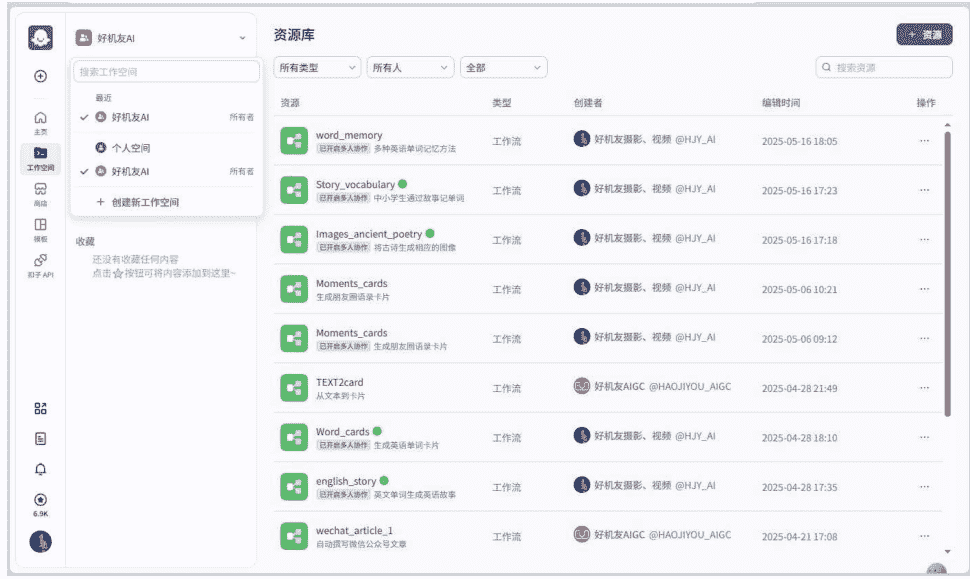 好机友AI
搜索工作空间
最近
好机友AI 所有者
个人空间
好机友AI 所有者
+ 创建新工作空间
收藏
还没有收藏任何内容
点击☆按钮可将内容添加到这里~
主页
工作空间
商店
模板
扣子 API
6.9K
资源库
+ 资源
所有类型 所有人 全部 搜索资源
资源 类型 创建者 编辑时间 操作
word_memory
已开启多人协作 多种英语单词记忆方法 工作流 好机友摄影、视频 @HJY_AI 2025-05-16 18:05 ...
Story_vocabulary
已开启多人协作 中小学生通过故事记单词 工作流 好机友摄影、视频 @HJY_AI 2025-05-16 17:23 ...
Images_ancient_poetry
已开启多人协作 将古诗生成相应的图像 工作流 好机友摄影、视频 @HJY_AI 2025-05-16 17:18 ...
Moments_cards
生成朋友圈语录卡片 工作流 好机友摄影、视频 @HJY_AI 2025-05-06 10:21 ...
Moments_cards
已开启多人协作 生成朋友圈语录卡片 工作流 好机友摄影、视频 @HJY_AI 2025-05-06 09:12 ...
TEXT2card
从文本到卡片 工作流 好机友AIGC @HAOJIYOU_AIGC 2025-04-28 21:49 ...
Word_cards
已开启多人协作 生成英语单词卡片 工作流 好机友摄影、视频 @HJY_AI 2025-04-28 18:10 ...
english_story
已开启多人协作 英文单词生成英语故事 工作流 好机友摄影、视频 @HJY_AI 2025-04-28 17:35 ...
wechat_article_1
自动撰写微信公众号文章 工作流 好机友AIGC @HAOJIYOU_AIGC 2025-04-21 17:08 ...